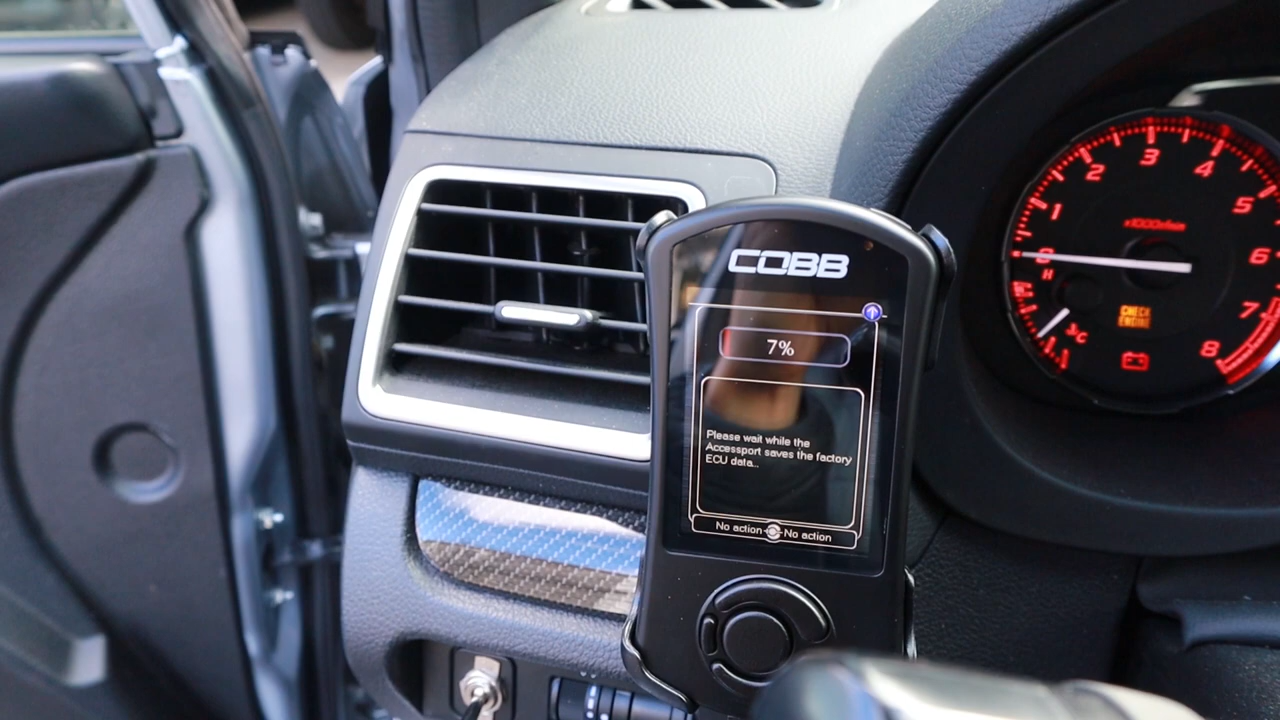 COBB
7%
Please wait while the
Accessport saves the factory
ECU data...
No action No action
1
2
3
4
5
6
7
8
0
x1000r/min
H
CHECK
ENGINE
°C